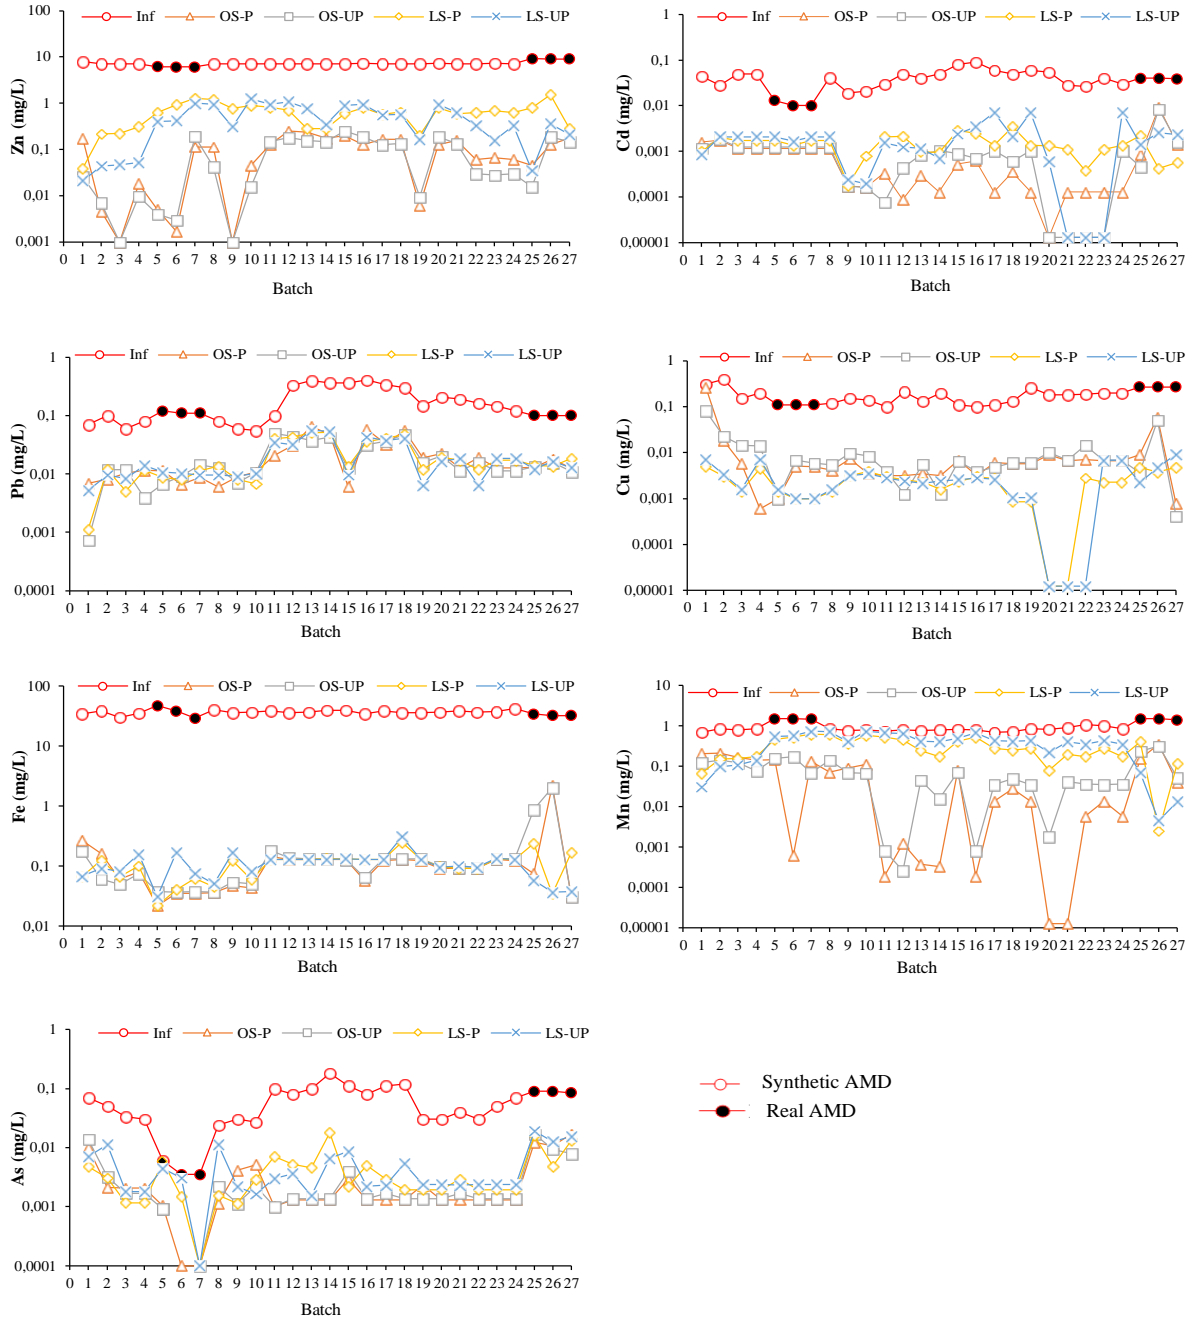 Inf OS-P OS-UP LS-P LS-UP
Zn (mg/L)
100
10
1
0,1
0,01
0,001
0 1 2 3 4 5 6 7 8 9 10 11 12 13 14 15 16 17 18 19 20 21 22 23 24 25 26 27
Batch
Inf OS-P OS-UP LS-P LS-UP
Cd (mg/L)
1
0,1
0,01
0,001
0,0001
0,00001
0 1 2 3 4 5 6 7 8 9 10 11 12 13 14 15 16 17 18 19 20 21 22 23 24 25 26 27
Batch
Inf OS-P OS-UP LS-P LS-UP
Pb (mg/L)
1
0,1
0,01
0,001
0,0001
0 1 2 3 4 5 6 7 8 9 10 11 12 13 14 15 16 17 18 19 20 21 22 23 24 25 26 27
Batch
Inf OS-P OS-UP LS-P LS-UP
Cu (mg/L)
1
0,1
0,01
0,001
0,0001
0,00001
0 1 2 3 4 5 6 7 8 9 10 11 12 13 14 15 16 17 18 19 20 21 22 23 24 25 26 27
Batch
Inf OS-P OS-UP LS-P LS-UP
Fe (mg/L)
100
10
1
0,1
0,01
0 1 2 3 4 5 6 7 8 9 10 11 12 13 14 15 16 17 18 19 20 21 22 23 24 25 26 27
Batch
Inf OS-P OS-UP LS-P LS-UP
Mn (mg/L)
10
1
0,1
0,01
0,001
0,0001
0,00001
0 1 2 3 4 5 6 7 8 9 10 11 12 13 14 15 16 17 18 19 20 21 22 23 24 25 26 27
Batch
Inf OS-P OS-UP LS-P LS-UP
As (mg/L)
1
0,1
0,01
0,001
0,0001
0 1 2 3 4 5 6 7 8 9 10 11 12 13 14 15 16 17 18 19 20 21 22 23 24 25 26 27
Batch
Synthetic AMD
Real AMD